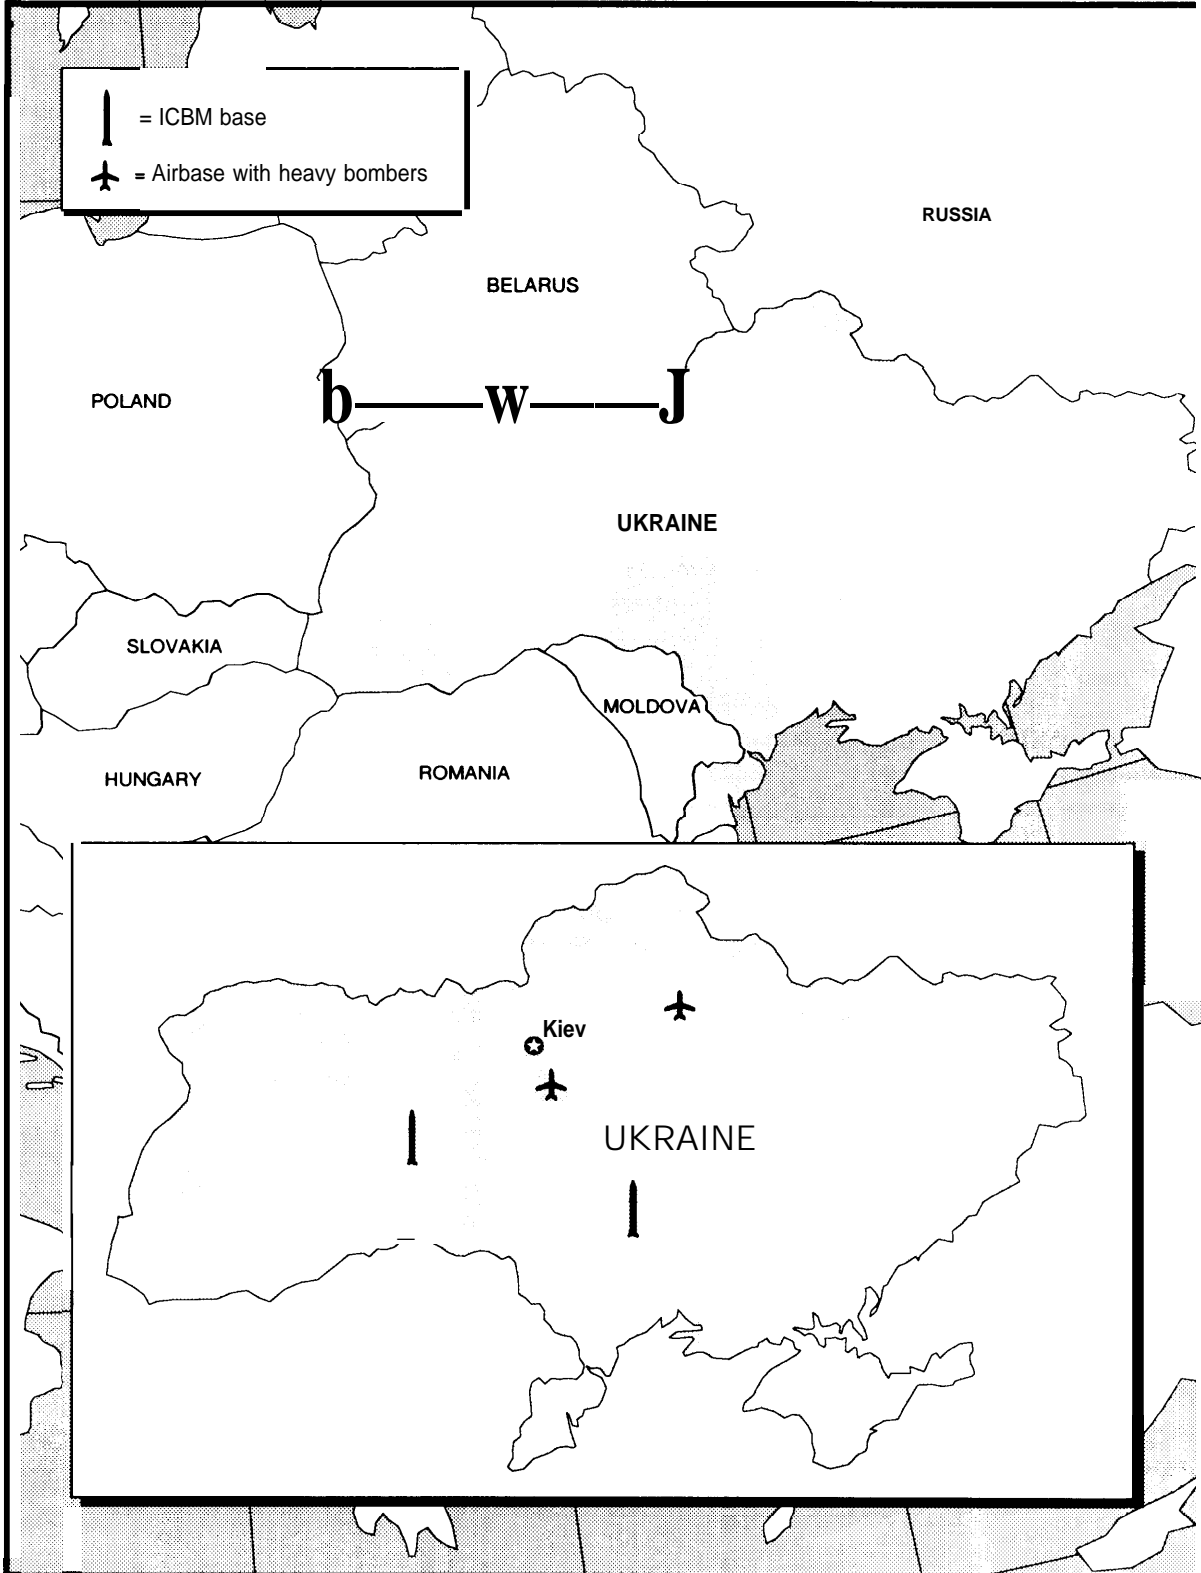 = ICBM base
= Airbase with heavy bombers
RUSSIA
BELARUS
POLAND
b w J
UKRAINE
SLOVAKIA
MOLDOVA
HUNGARY
ROMANIA
Kiev
UKRAINE